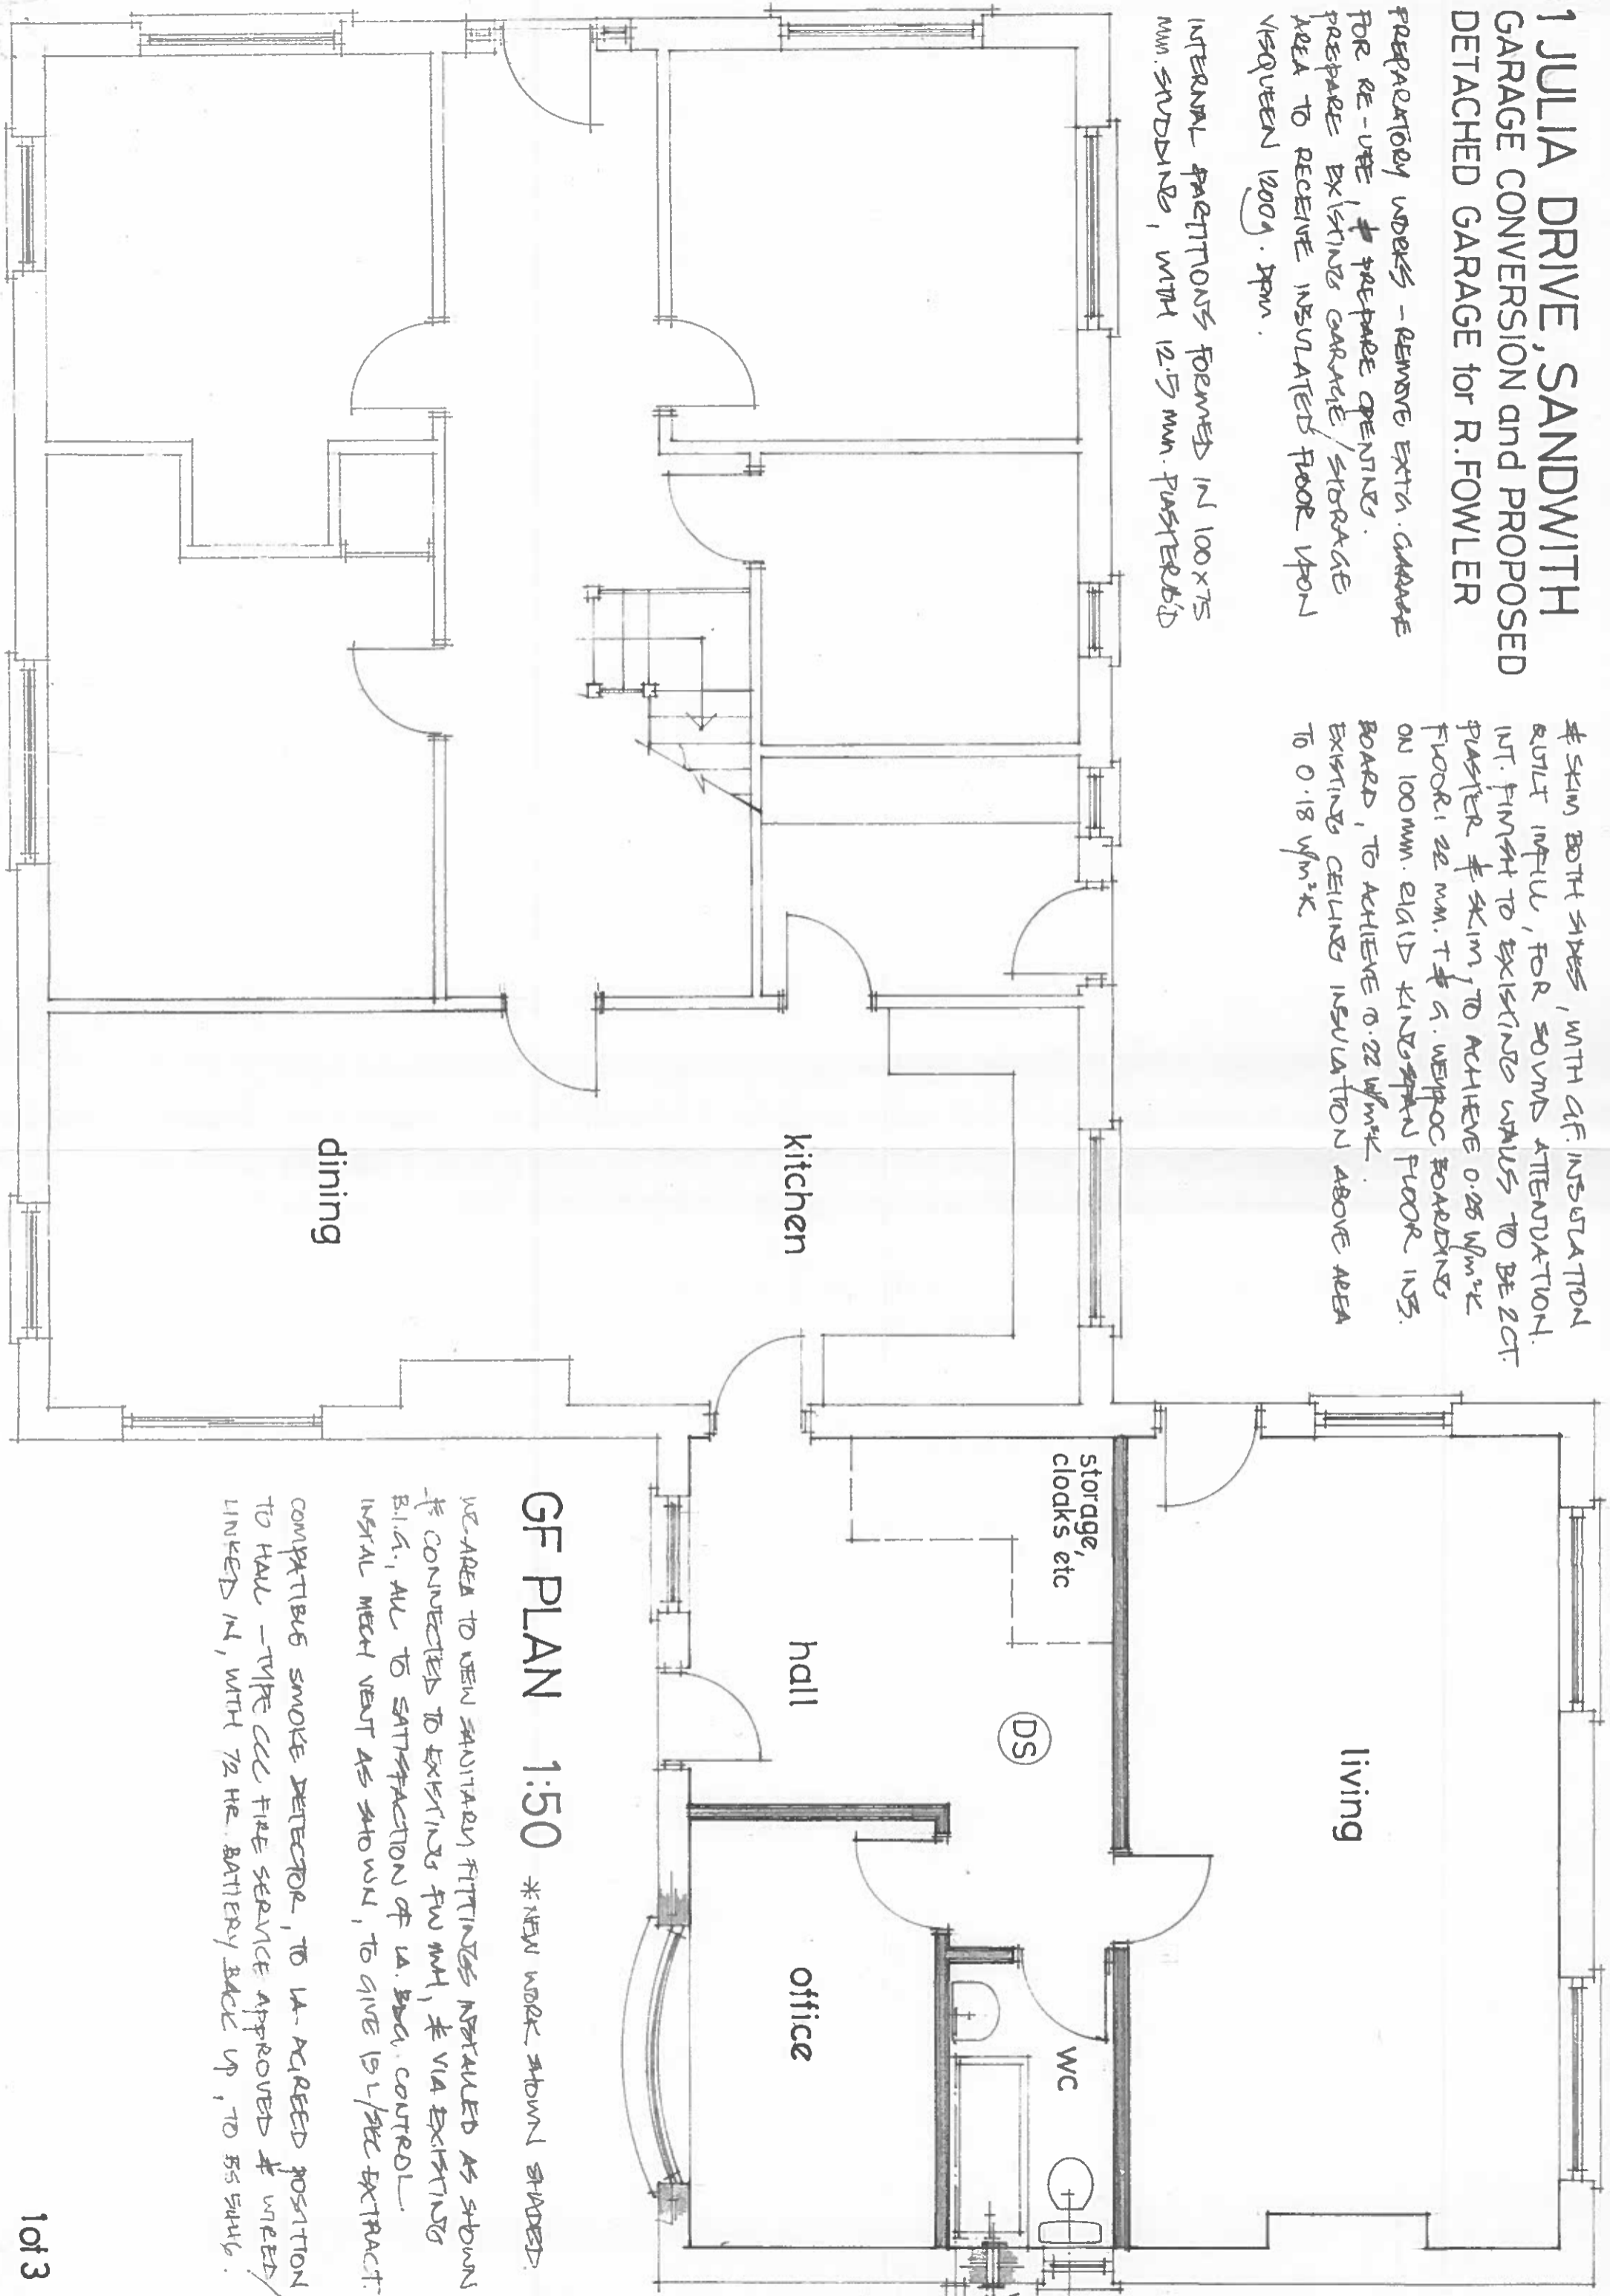 1 JULIA DRIVE, SANDWITH
GARAGE CONVERSION and PROPOSED
DETACHED GARAGE for R.FOWLER
PREPARATORY WORKS - REMOVE EXTG. GARAGE
FOR RE-USE, & PREPARE OPENING.
PREPARE EXISTING GARAGE/STORAGE
AREA TO RECEIVE INSULATED FLOOR UPON
VISQUEEN 1200g. DPM.
INTERNAL PARTITIONS FORMED IN 100x75
MM. STUDDING, WITH 12.5 MM. PLASTERB'D
& SKIM BOTH SIDES, WITH GF. INSULATION
QUILT INFILL, FOR SOUND ATTENUATION.
INT. FINISH TO EXISTING WALLS TO BE 2CT.
PLASTER & SKIM, TO ACHIEVE 0.28 W/m²K
FLOOR: 22 MM. T & G. WEYROC BOARDING
ON 100 MM. RIGID KINGSPAN FLOOR INS.
BOARD, TO ACHIEVE 0.22 W/m²K.
EXISTING CEILING INSULATION ABOVE AREA
TO 0.18 W/m²K
kitchen
dining
storage,
cloaks etc
hall
DS
living
office
wc
GF PLAN 1:50 *NEW WORK SHOWN SHADED.
WC AREA TO NEW SANITARY FITTINGS INSTALLED AS SHOWN
& CONNECTED TO EXISTING FW MH, & VIA EXISTING
B.I.G., ALL TO SATISFACTION OF LA. BDG. CONTROL.
INSTAL MECH VENT AS SHOWN, TO GIVE 15L/SEC EXTRACT.
COMPATIBLE SMOKE DETECTOR, TO LA. AGREED POSITION
TO HALL - TYPE CCC FIRE SERVICE APPROVED & WIRED/
LINKED IN, WITH 72 HR. BATTERY BACK UP, TO BS 5446.
1of 3